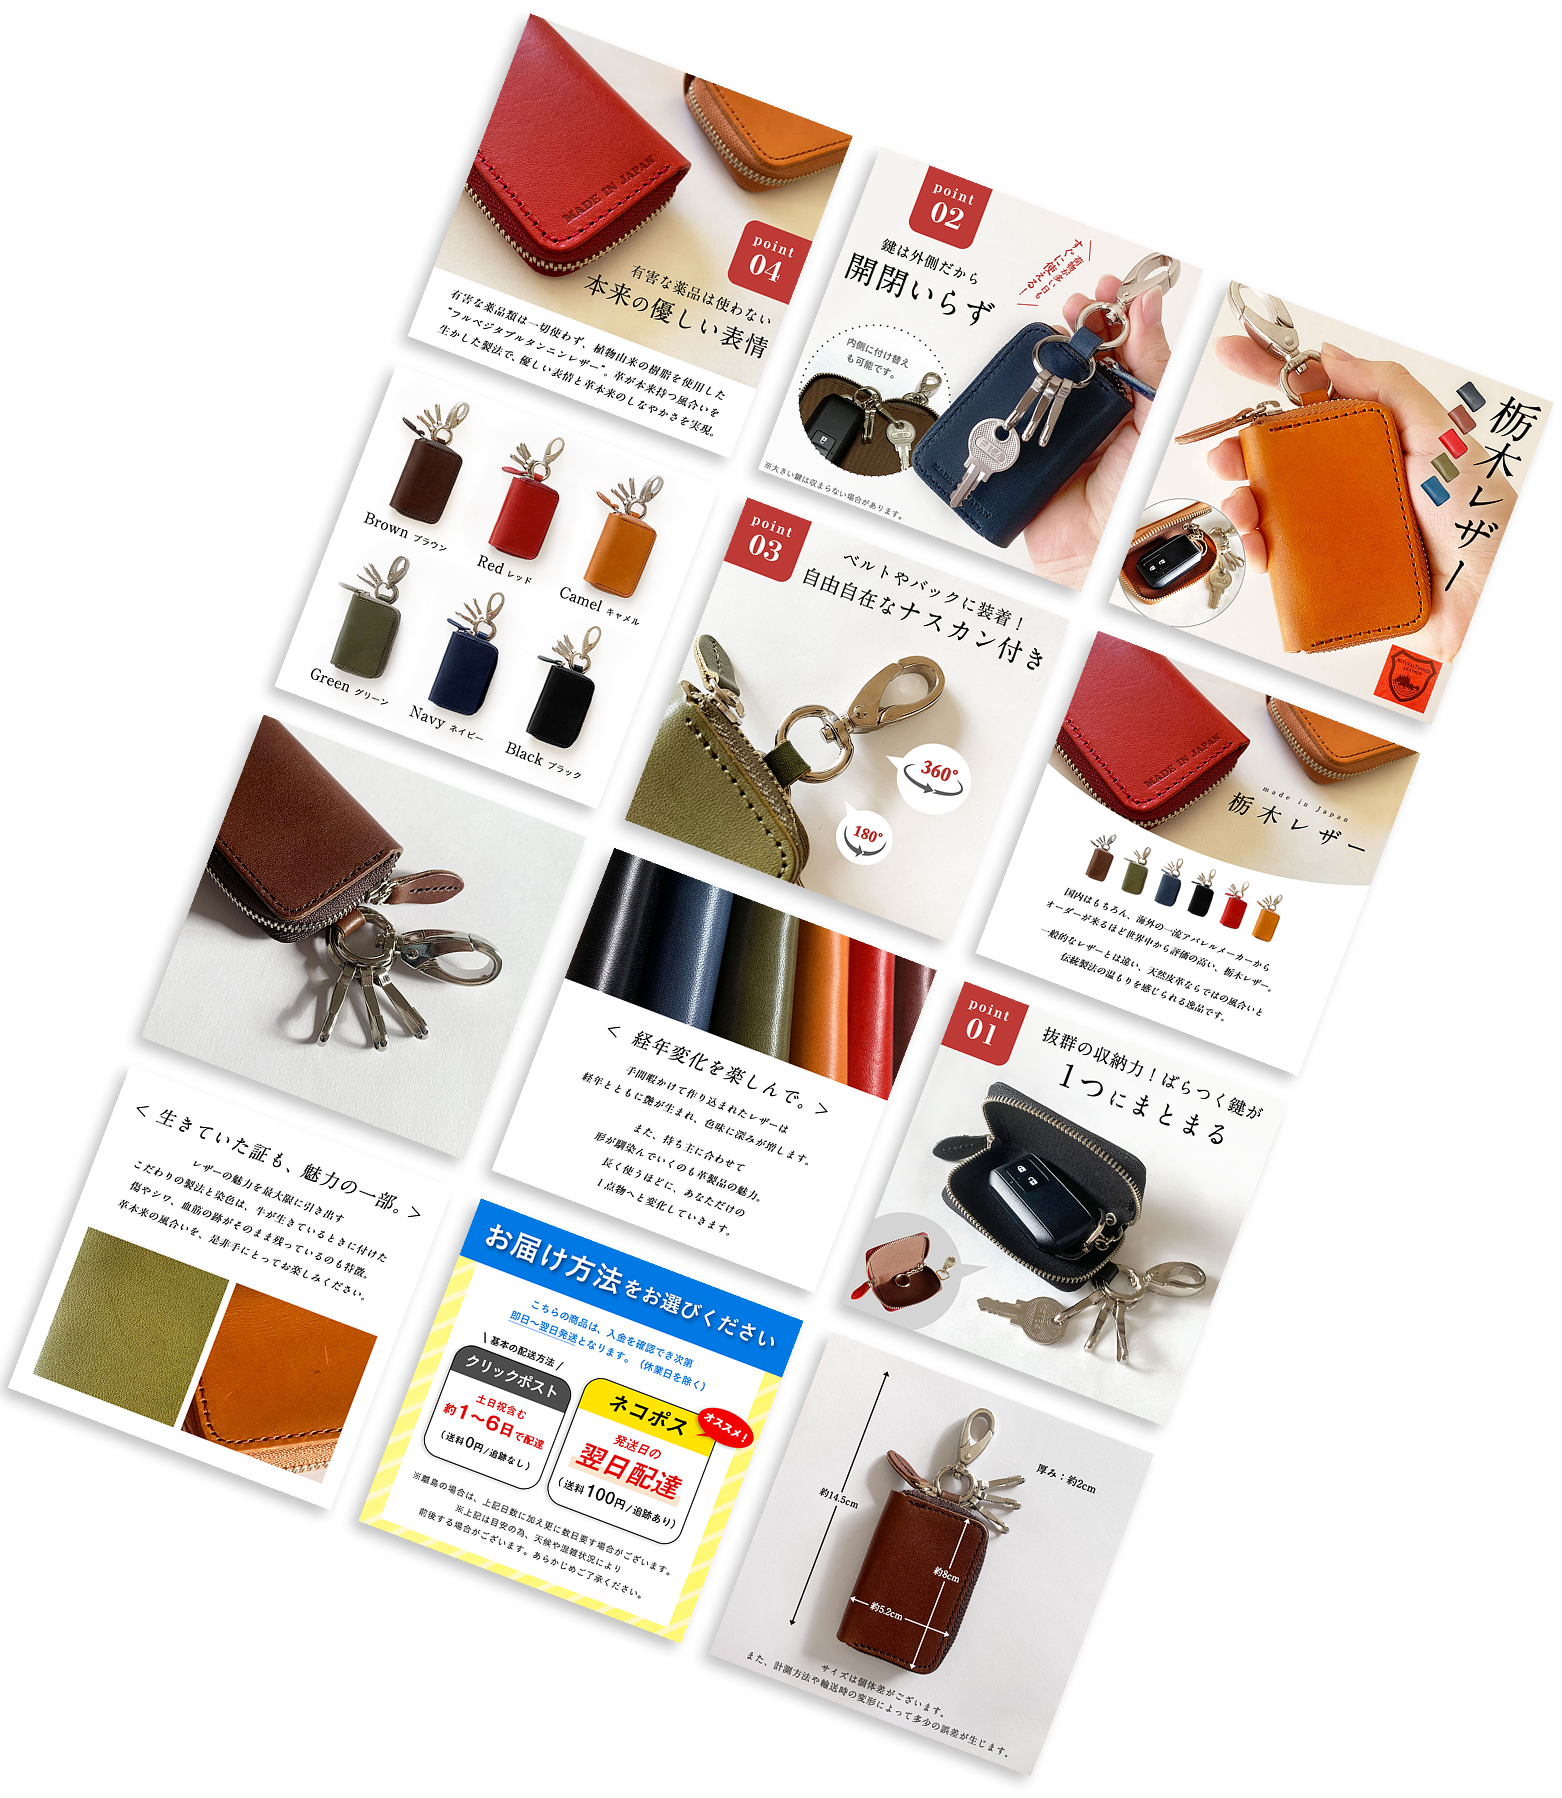 MADE IN JAPAN
point
04
有害な薬品は使わない
本来の優しい表情
有害な薬品類は一切使わず、植物由来の樹脂を使用した
“フルベジタブルタンニンレザー”。革が本来持つ風合いを
生かした製法で、優しい表情と革本来のしなやかさを実現。
point
02
鍵は外側だから
開閉いらず
荷物が多い日も
すぐに使える!
内側に付け替え
も可能です。
※大きい鍵は収まらない場合があります。
栃木レザー
Brown ブラウン
Red レッド
Camel キャメル
Green グリーン
Navy ネイビー
Black ブラック
point
03
ベルトやバックに装着!
自由自在なナスカン付き
360°
180°
MADE IN JAPAN
made in Japan
栃木レザー
国内はもちろん、海外の一流アパレルメーカーから
オーダーが来るほど世界中から評価の高い、栃木レザー。
一般的なレザーとは違い、天然皮革ならではの風合いと
伝統製法の温もりを感じられる逸品です。
< 経年変化を楽しんで。 >
手間暇かけて作り込まれたレザーは
経年とともに艶が生まれ、色味に深みが増します。
また、持ち主に合わせて
形が馴染んでいくのも革製品の魅力。
長く使うほどに、あなただけの
1点物へと変化していきます。
point
01
抜群の収納力!ばらつく鍵が
1つにまとまる
< 生きていた証も、魅力の一部。 >
レザーの魅力を最大限に引き出す
こだわりの製法と染色は、牛が生きているときに付けた
傷やシワ、血筋の跡がそのまま残っているのも特徴。
革本来の風合いを、是非手にとってお楽しみください。
お届け方法をお選びください
こちらの商品は、入金を確認でき次第
即日〜翌日発送となります。(休業日を除く)
\ 基本の配送方法 /
クリックポスト
土日祝含む
約1〜6日で配達
(送料0円/追跡なし)
ネコポス
オススメ!
発送日の
翌日配達
(送料100円/追跡あり)
※離島の場合は、上記日数に加え更に数日要す場合がございます。
※上記は目安の為、天候や混雑状況により
前後する場合がございます。あらかじめご了承ください。
厚み:約2cm
約14.5cm
約8cm
約5.2cm
サイズは個体差がございます。
また、計測方法や輸送時の変形によって多少の誤差が生じます。